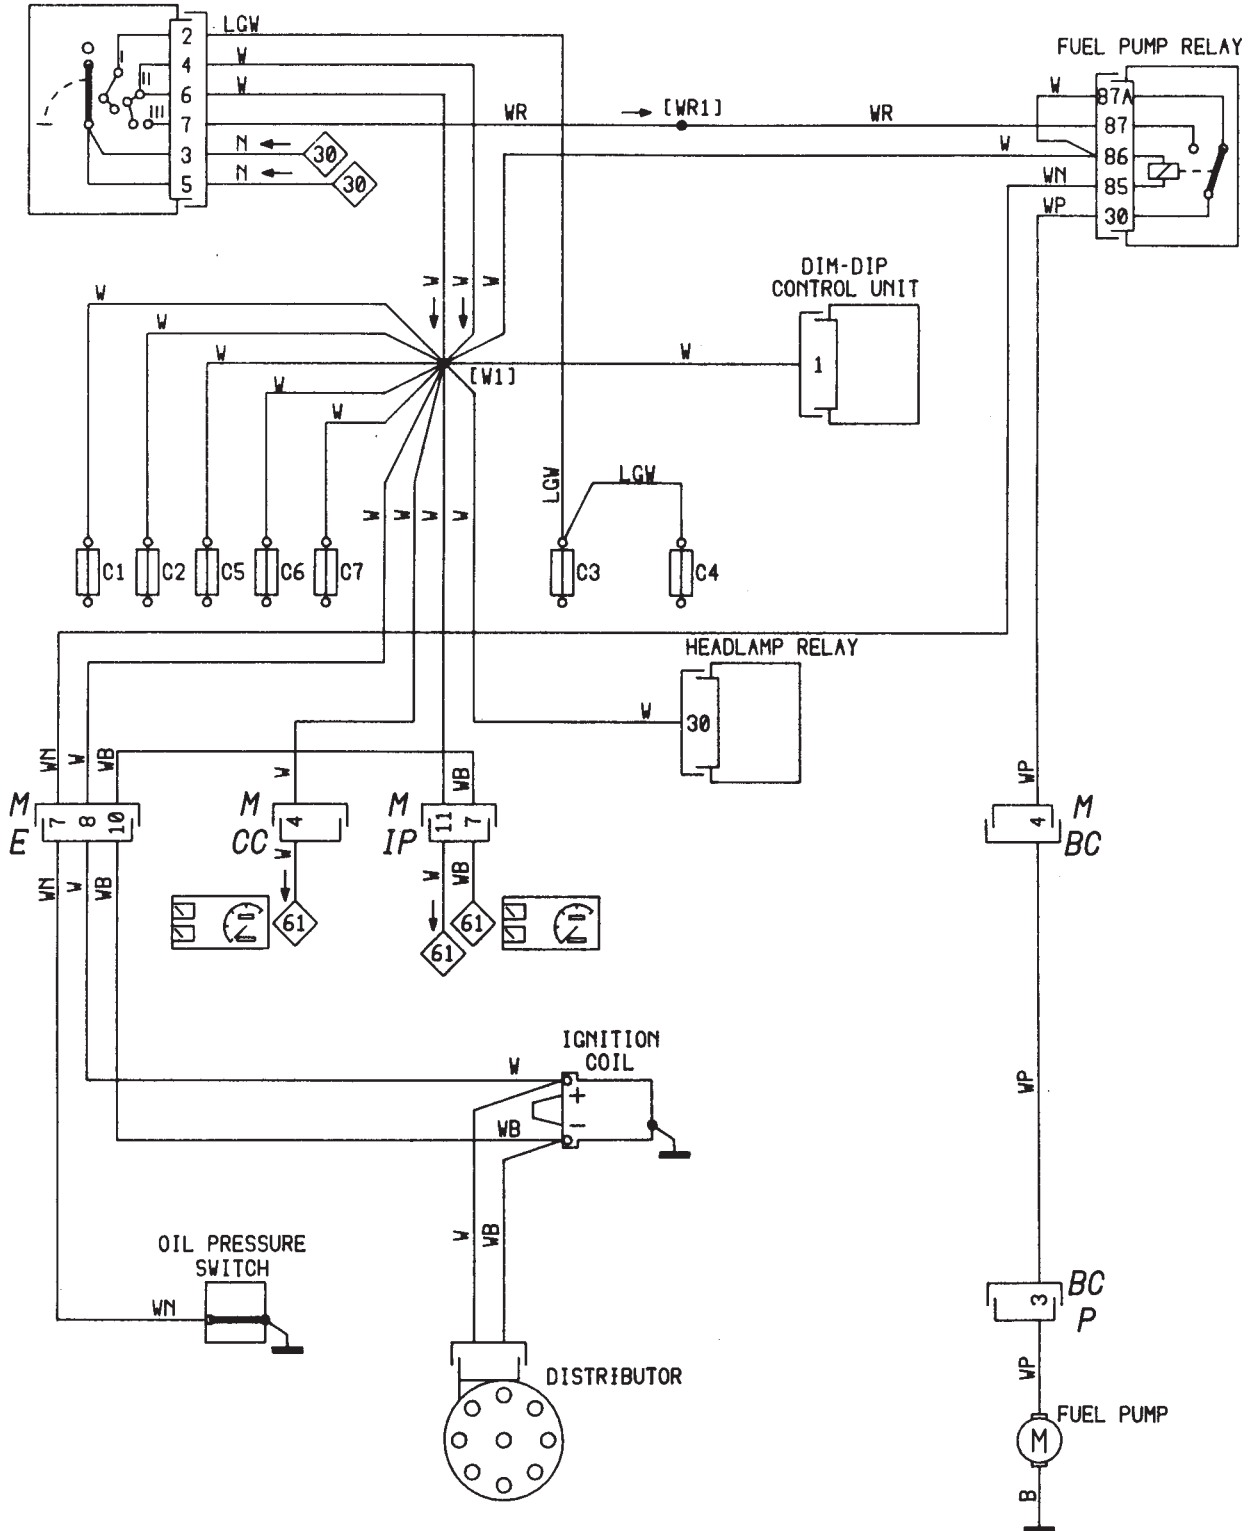 LGW
2
I
W
4
II
W
6
III
7
WR
[WR1]
WR
N
3
30
N
5
30
FUEL PUMP RELAY
W
87A
87
W
86
WN
85
WP
30
W
W
W
DIM-DIP
CONTROL UNIT
W
W
W
W
1
[W1]
W
W
LGW
LGW
W
W
W
W
C1
C2
C5
C6
C7
C3
C4
HEADLAMP RELAY
W
30
WN
W
WB
W
WB
WP
M
7
8
10
E
M
4
CC
M
11
7
IP
4
M
BC
WN
W
WB
W
W
WB
61
61
61
IGNITION
COIL
W
+
WB
–
WP
W
WB
OIL PRESSURE
SWITCH
WN
3
BC
P
DISTRIBUTOR
WP
FUEL PUMP
M
B